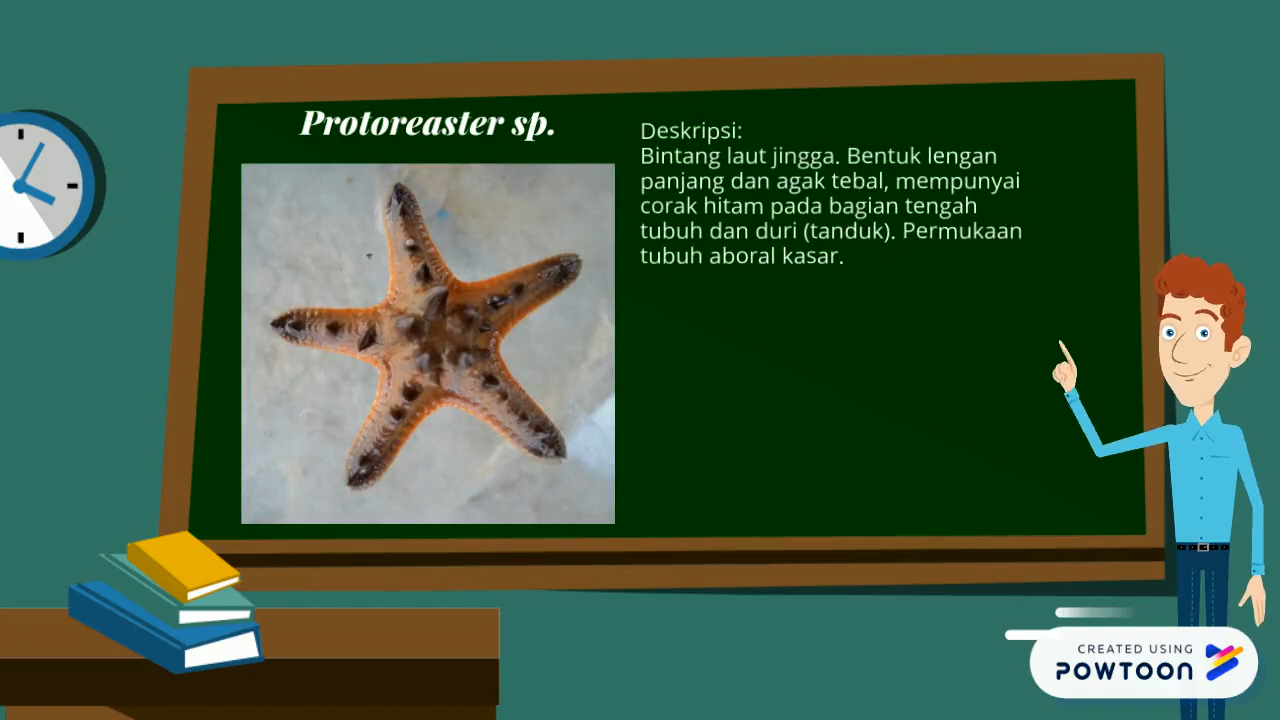 Protoreaster sp.
Deskripsi:
Bintang laut jingga. Bentuk lengan
panjang dan agak tebal, mempunyai
corak hitam pada bagian tengah
tubuh dan duri (tanduk). Permukaan
tubuh aboral kasar.
CREATED USING
POWTOON